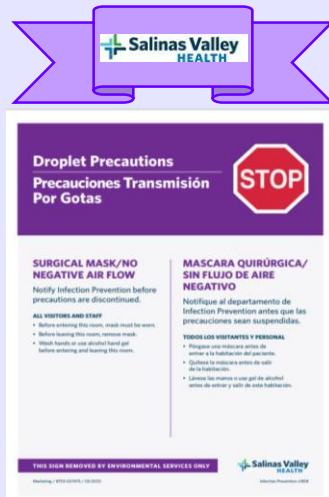 Salinas Valley
HEALTH
Droplet Precautions
Precauciones Transmisión
Por Gotas
STOP
SURGICAL MASK/NO
NEGATIVE AIR FLOW
Notify Infection Prevention before
precautions are discontinued.
ALL VISITORS AND STAFF
• Before entering this room, mask must be worn.
• Before leaving this room, remove mask.
• Wash hands or use alcohol hand gel
before entering and leaving this room.
MASCARA QUIRÚRGICA/
SIN FLUJO DE AIRE
NEGATIVO
Notifique al departamento de
Infection Prevention antes que las
precauciones sean suspendidas.
TODOS LOS VISITANTES Y PERSONAL
• Póngase una máscara antes de
entrar a la habitación del paciente.
• Quítese la máscara antes de salir
de la habitación.
• Lávese las manos o use gel de alcohol
antes de entrar y salir de este habitación.
THIS SIGN REMOVED BY ENVIRONMENTAL SERVICES ONLY
Salinas Valley
HEALTH
Marketing /
Infection Prevention